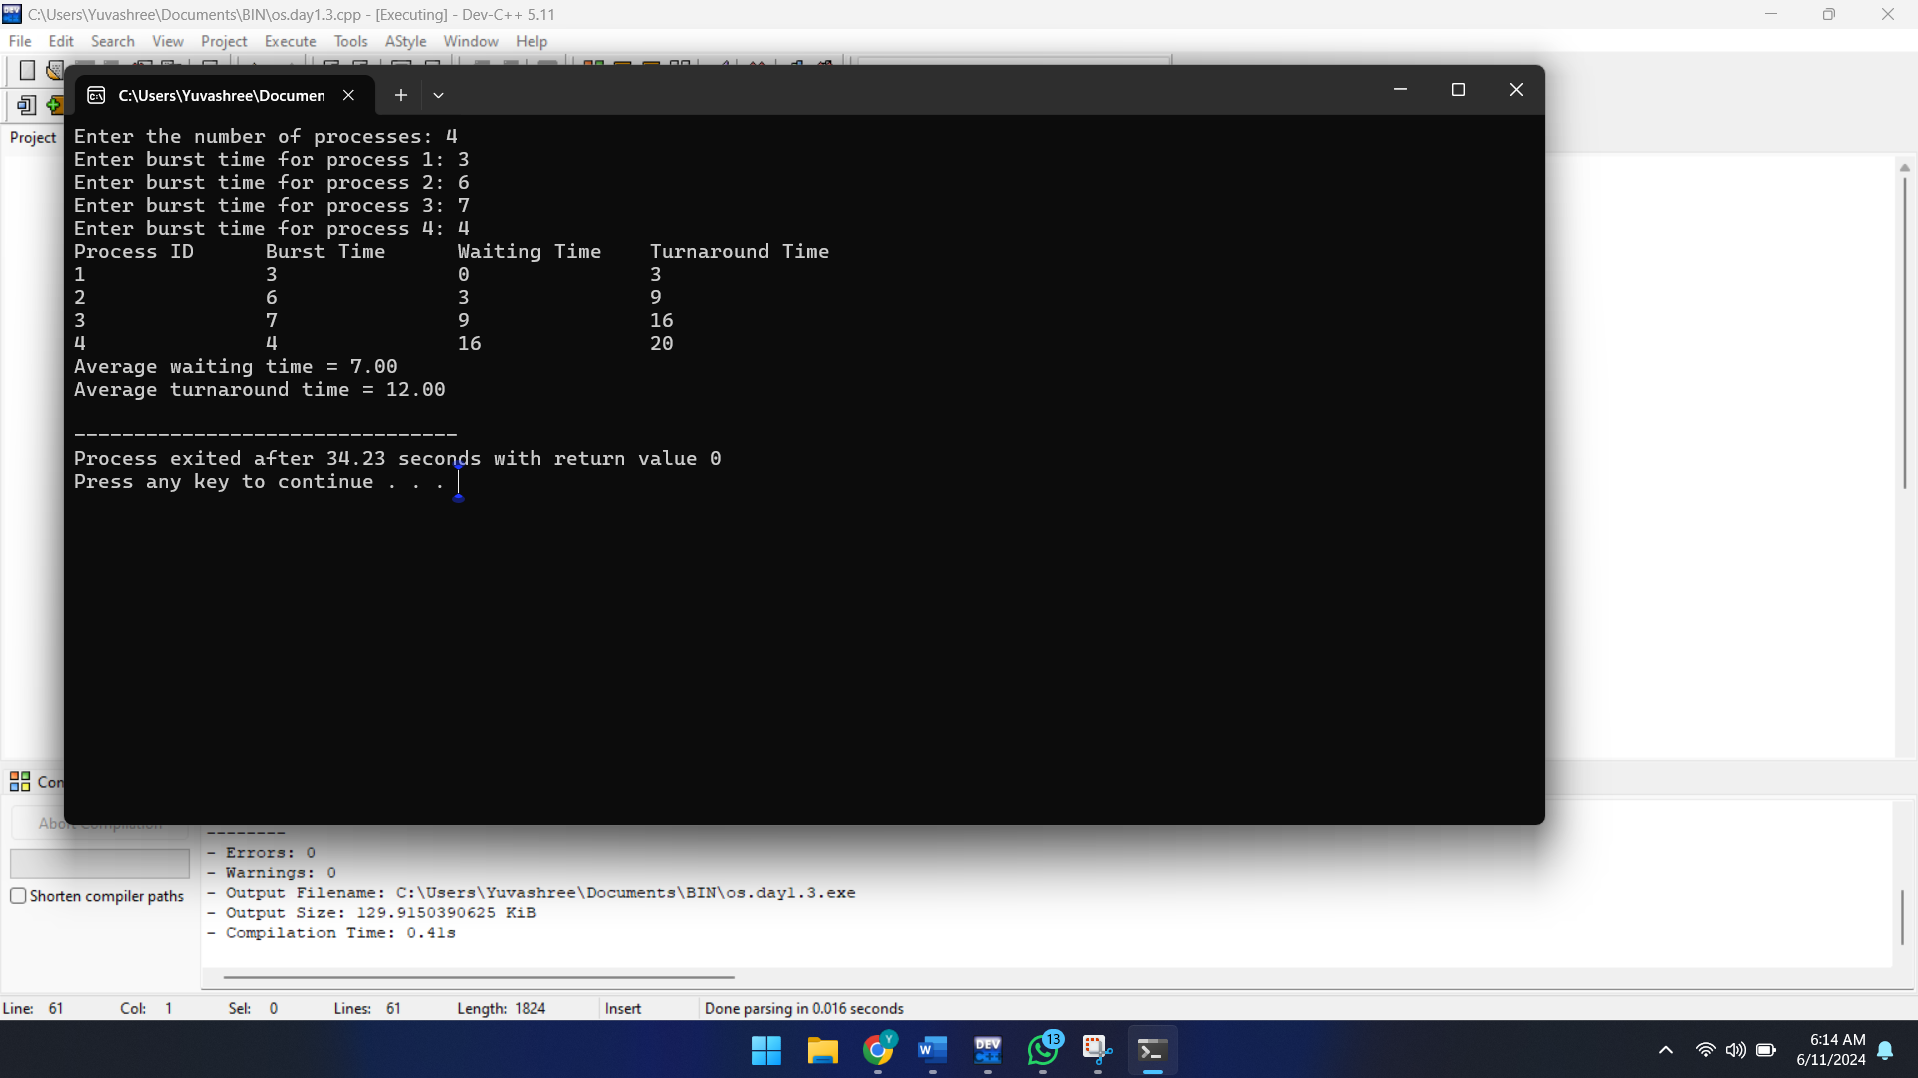 C:\Users\Yuvashree\Documents\BIN\os.day1.3.cpp - [Executing] - Dev-C++ 5.11
File Edit Search View Project Execute Tools AStyle Window Help
C:\Users\Yuvashree\Documen
Project
Enter the number of processes: 4
Enter burst time for process 1: 3
Enter burst time for process 2: 6
Enter burst time for process 3: 7
Enter burst time for process 4: 4
Process ID Burst Time Waiting Time Turnaround Time
1 3 0 3
2 6 3 9
3 7 9 16
4 4 16 20
Average waiting time = 7.00
Average turnaround time = 12.00
--------------------------------
Process exited after 34.23 seconds with return value 0
Press any key to continue . . .
Con
Abort Compilation
Shorten compiler paths
--------
- Errors: 0
- Warnings: 0
- Output Filename: C:\Users\Yuvashree\Documents\BIN\os.day1.3.exe
- Output Size: 129.9150390625 KiB
- Compilation Time: 0.41s
Line: 61 Col: 1 Sel: 0 Lines: 61 Length: 1824 Insert Done parsing in 0.016 seconds
Y
W
DEV
13
6:14 AM
6/11/2024